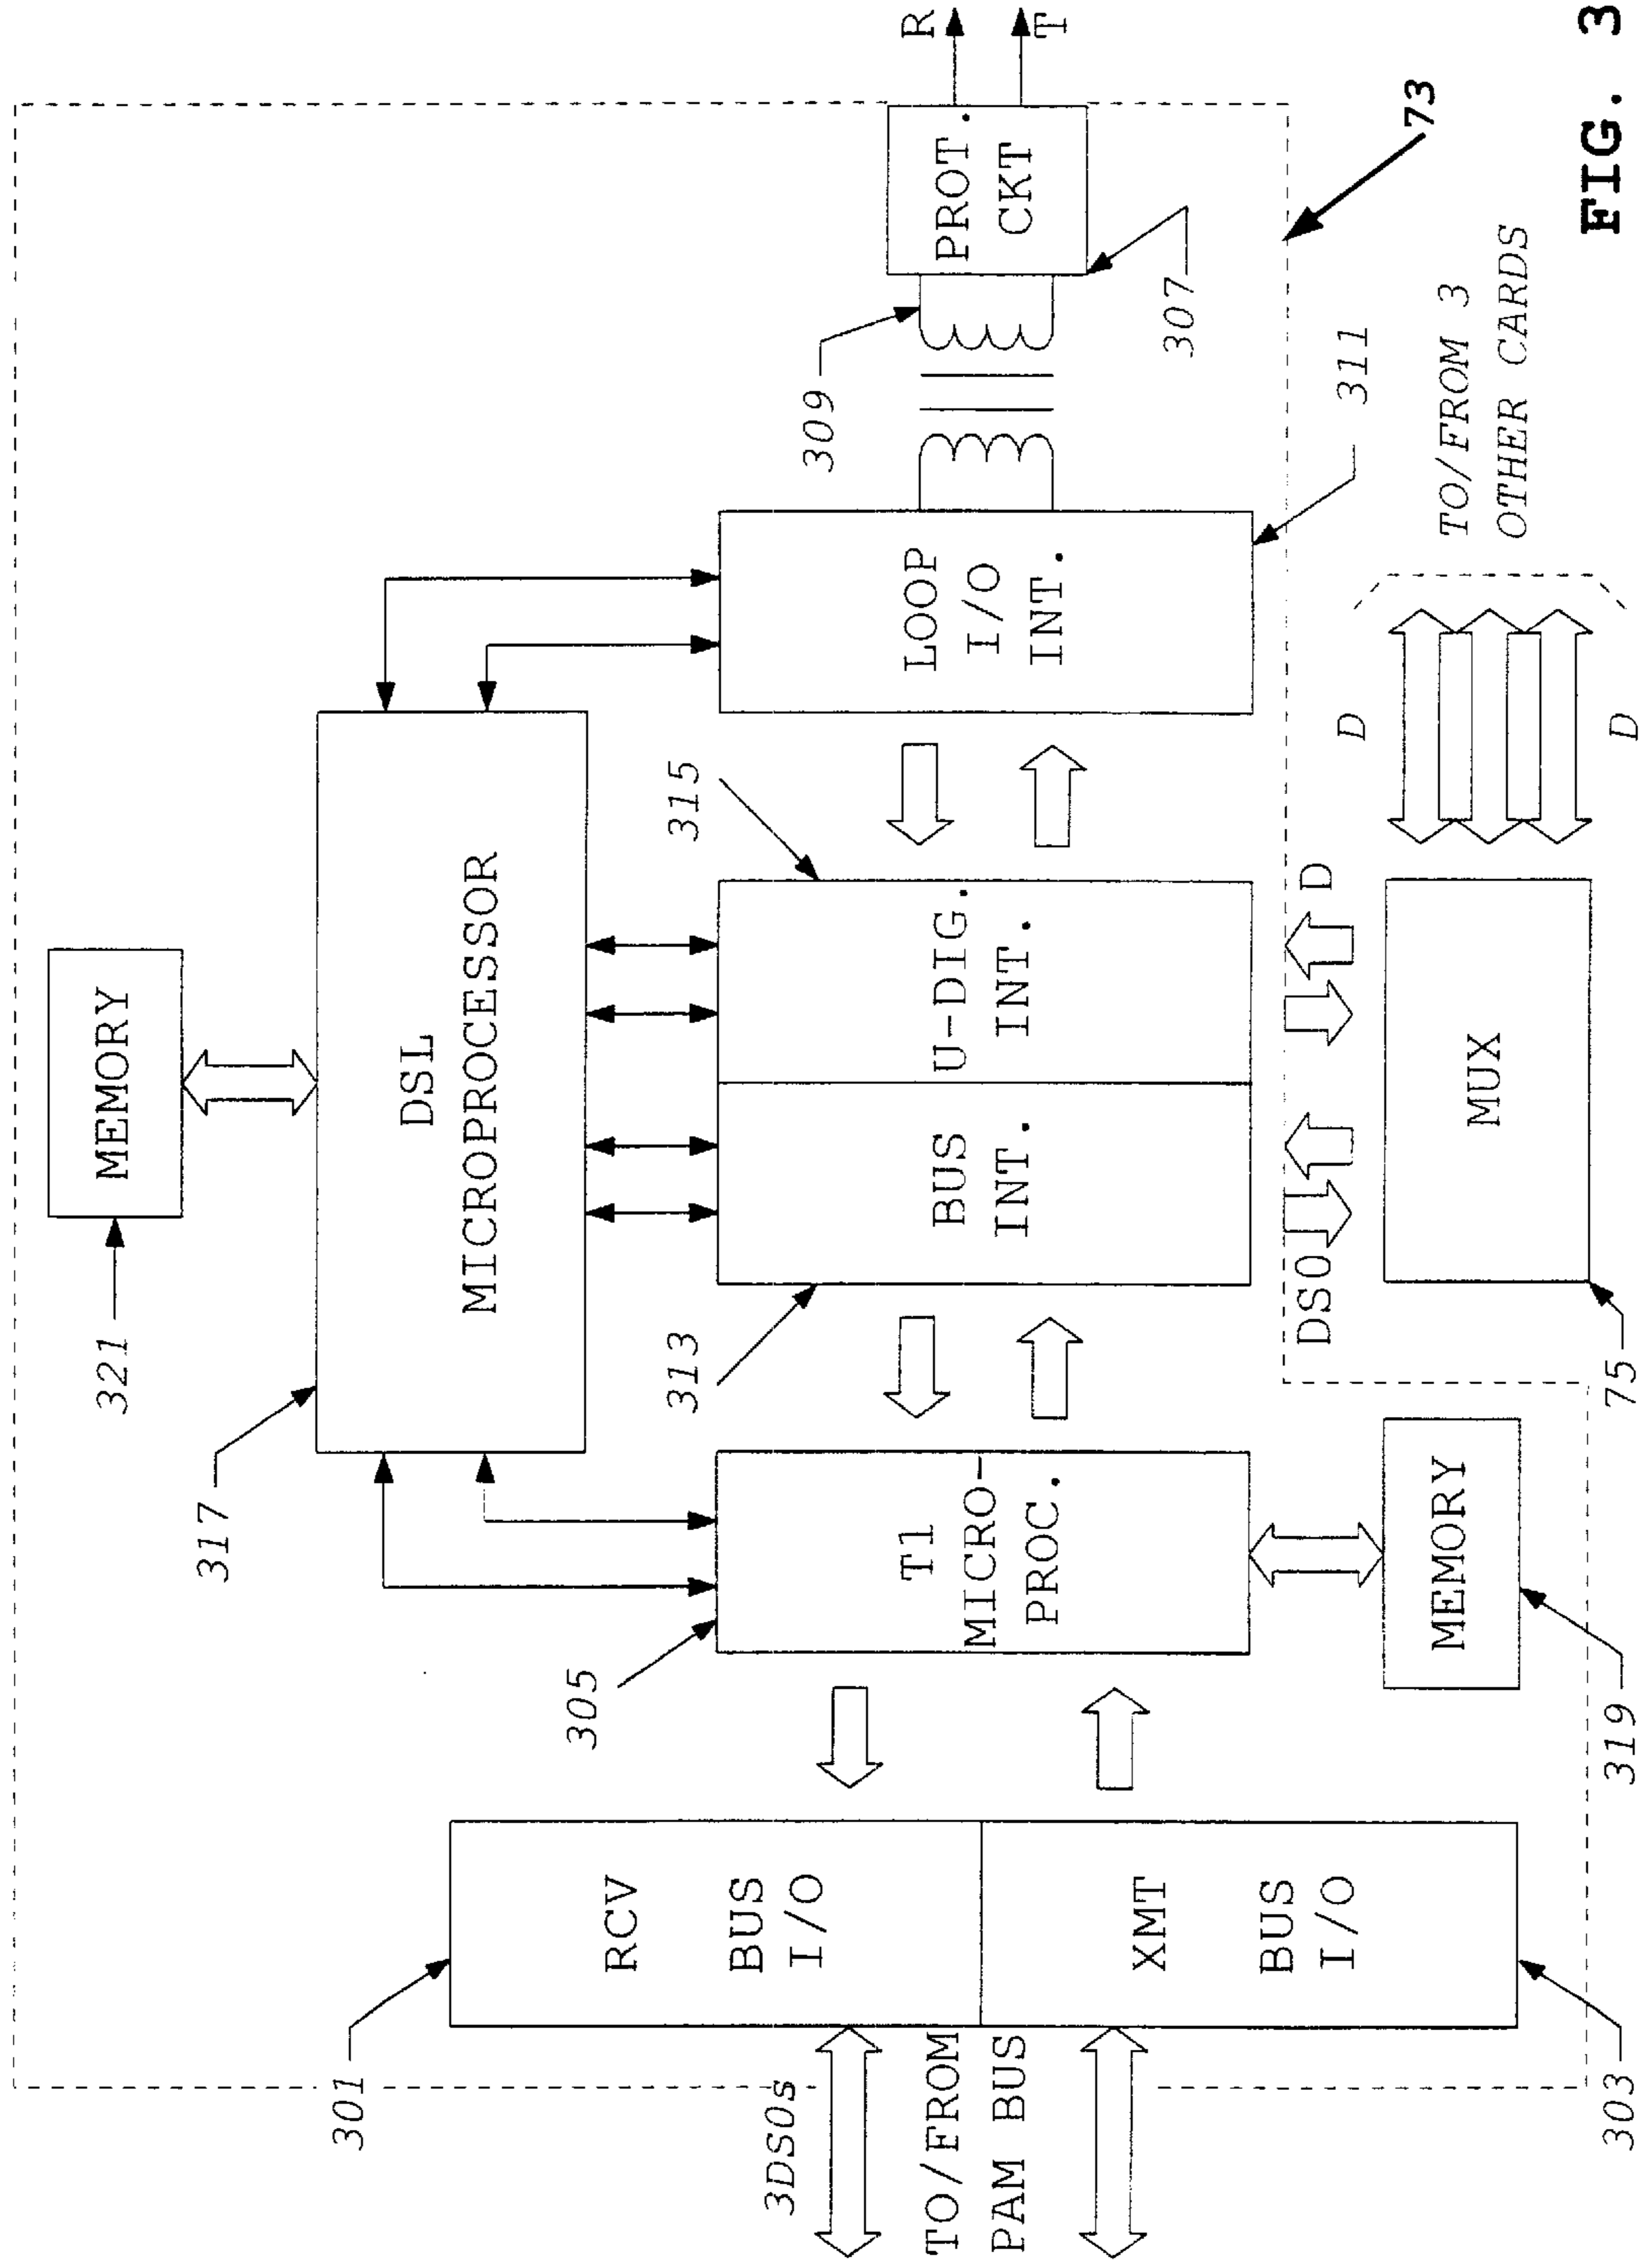 321
MEMORY
317
DSL
MICROPROCESSOR
301
RCV
BUS
I/O
3DS0s
TO/FROM
PAM BUS
XMT
BUS
I/O
303
305
T1
MICRO-
PROC.
MEMORY
319
313
BUS
INT.
315
U-DIG.
INT.
LOOP
I/O
INT.
311
309
PROT.
CKT
307
R
T
73
DS0
D
MUX
75
D
D
TO/FROM 3
OTHER CARDS
FIG. 3